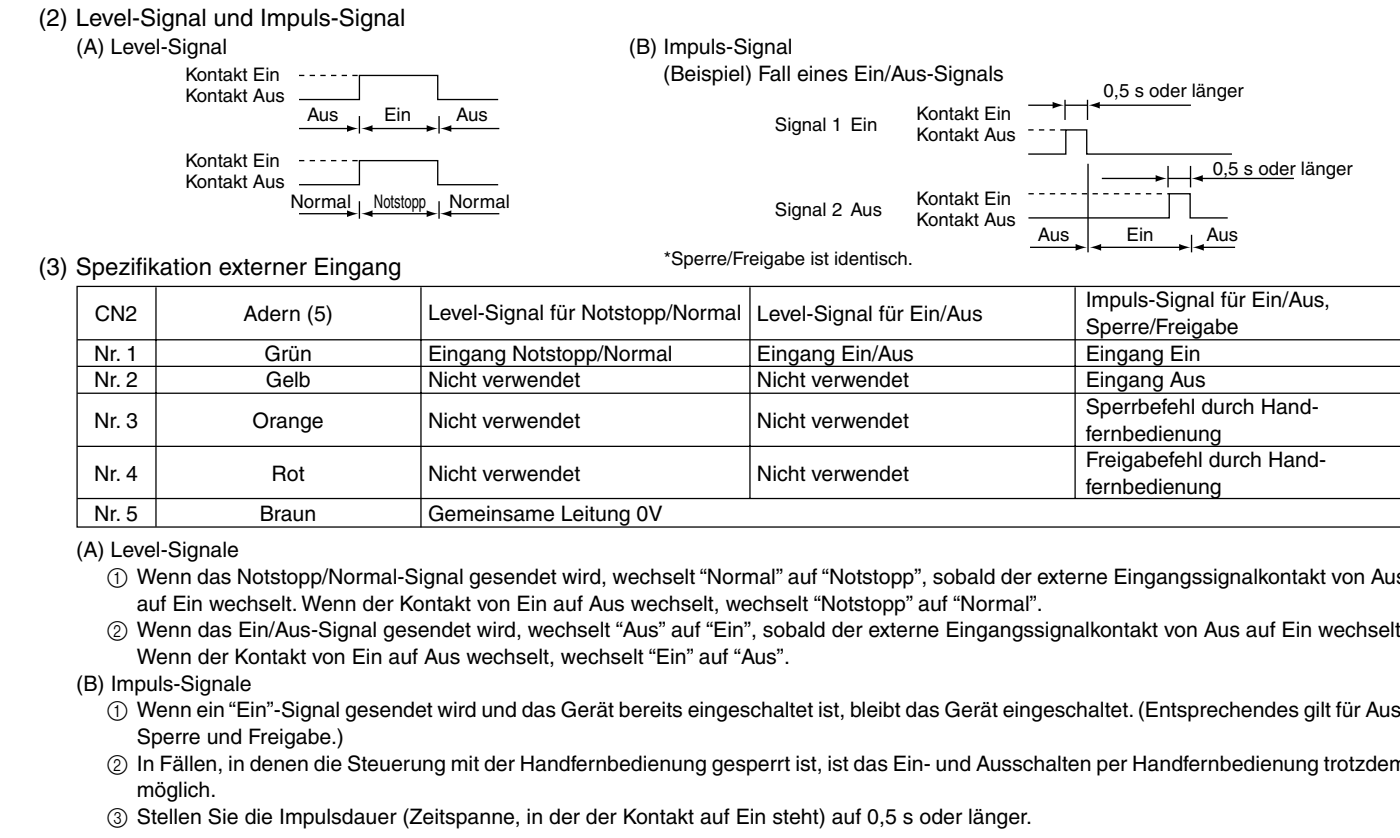 (2) Level-Signal und Impuls-Signal
(A) Level-Signal
Kontakt Ein
Kontakt Aus
Aus Ein Aus
Kontakt Ein
Kontakt Aus
Normal Notstopp Normal
(B) Impuls-Signal
(Beispiel) Fall eines Ein/Aus-Signals
0,5 s oder länger
Signal 1 Ein Kontakt Ein
Kontakt Aus
0,5 s oder länger
Signal 2 Aus Kontakt Ein
Kontakt Aus
Aus Ein Aus
*Sperre/Freigabe ist identisch.
(3) Spezifikation externer Eingang
CN2 Adern (5) Level-Signal für Notstopp/Normal Level-Signal für Ein/Aus Impuls-Signal für Ein/Aus,
Sperre/Freigabe
Nr. 1 Grün Eingang Notstopp/Normal Eingang Ein/Aus Eingang Ein
Nr. 2 Gelb Nicht verwendet Nicht verwendet Eingang Aus
Nr. 3 Orange Nicht verwendet Nicht verwendet Sperrbefehl durch Hand-
fernbedienung
Nr. 4 Rot Nicht verwendet Nicht verwendet Freigabefehl durch Hand-
fernbedienung
Nr. 5 Braun Gemeinsame Leitung 0V
(A) Level-Signale
① Wenn das Notstopp/Normal-Signal gesendet wird, wechselt “Normal” auf “Notstopp”, sobald der externe Eingangssignalkontakt von Aus
auf Ein wechselt. Wenn der Kontakt von Ein auf Aus wechselt, wechselt “Notstopp” auf “Normal”.
② Wenn das Ein/Aus-Signal gesendet wird, wechselt “Aus” auf “Ein”, sobald der externe Eingangssignalkontakt von Aus auf Ein wechselt
Wenn der Kontakt von Ein auf Aus wechselt, wechselt “Ein” auf “Aus”.
(B) Impuls-Signale
① Wenn ein “Ein”-Signal gesendet wird und das Gerät bereits eingeschaltet ist, bleibt das Gerät eingeschaltet. (Entsprechendes gilt für Aus
Sperre und Freigabe.)
② In Fällen, in denen die Steuerung mit der Handfernbedienung gesperrt ist, ist das Ein- und Ausschalten per Handfernbedienung trotzdem
möglich.
③ Stellen Sie die Impulsdauer (Zeitspanne, in der der Kontakt auf Ein steht) auf 0,5 s oder länger.